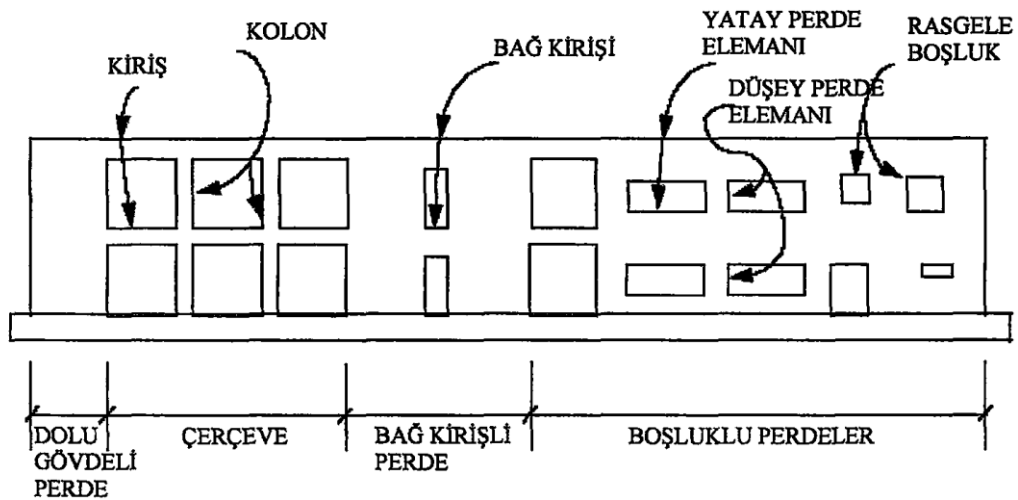 KİRİŞ
KOLON
BAĞ KİRİŞİ
YATAY PERDE
ELEMANI
DÜŞEY PERDE
ELEMANI
RASGELE
BOŞLUK
DOLU
GÖVDELİ
PERDE
ÇERÇEVE
BAĞ KİRİŞLİ
PERDE
BOŞLUKLU PERDELER